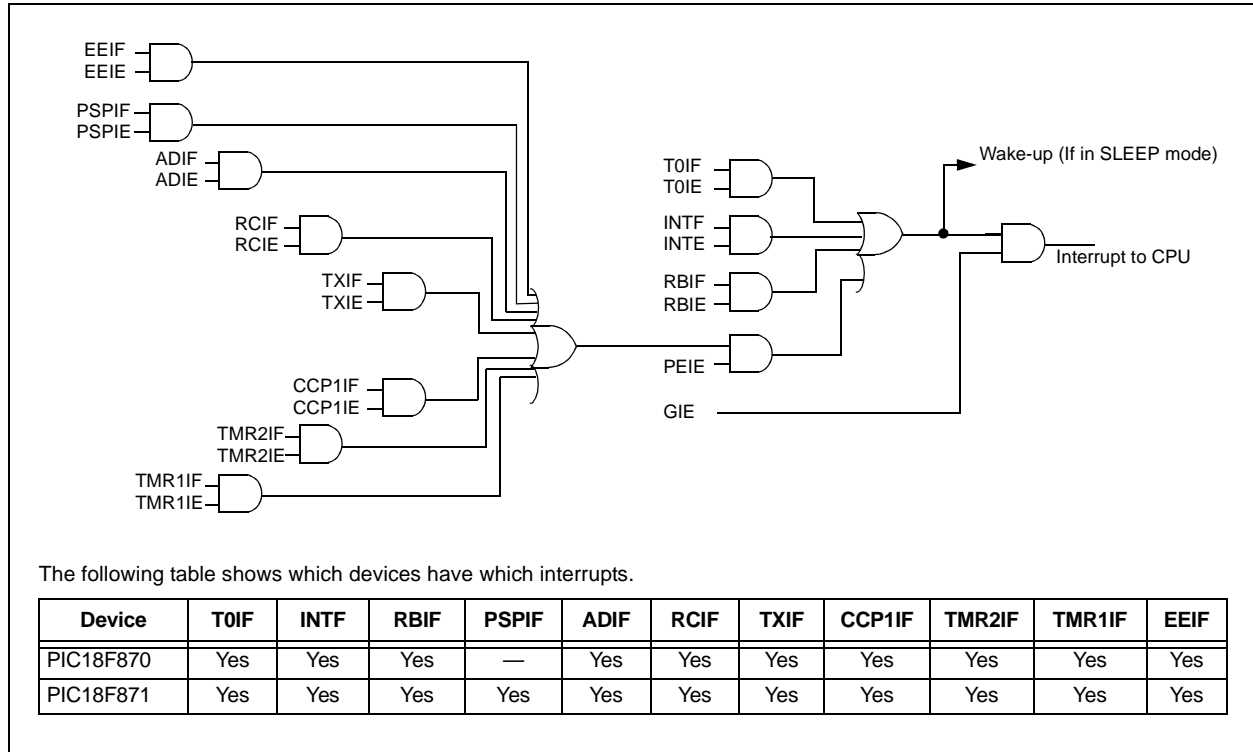 EEIF
EEIE
PSPIF
PSPIE
ADIF
ADIE
RCIF
RCIE
TXIF
TXIE
CCP1IF
CCP1IE
TMR2IF
TMR2IE
TMR1IF
TMR1IE
T0IF
T0IE
INTF
INTE
RBIF
RBIE
PEIE
GIE
Wake-up (If in SLEEP mode)
Interrupt to CPU
The following table shows which devices have which interrupts.
Device T0IF INTF RBIF PSPIF ADIF RCIF TXIF CCP1IF TMR2IF TMR1IF EEIF
PIC18F870 Yes Yes Yes — Yes Yes Yes Yes Yes Yes Yes
PIC18F871 Yes Yes Yes Yes Yes Yes Yes Yes Yes Yes Yes